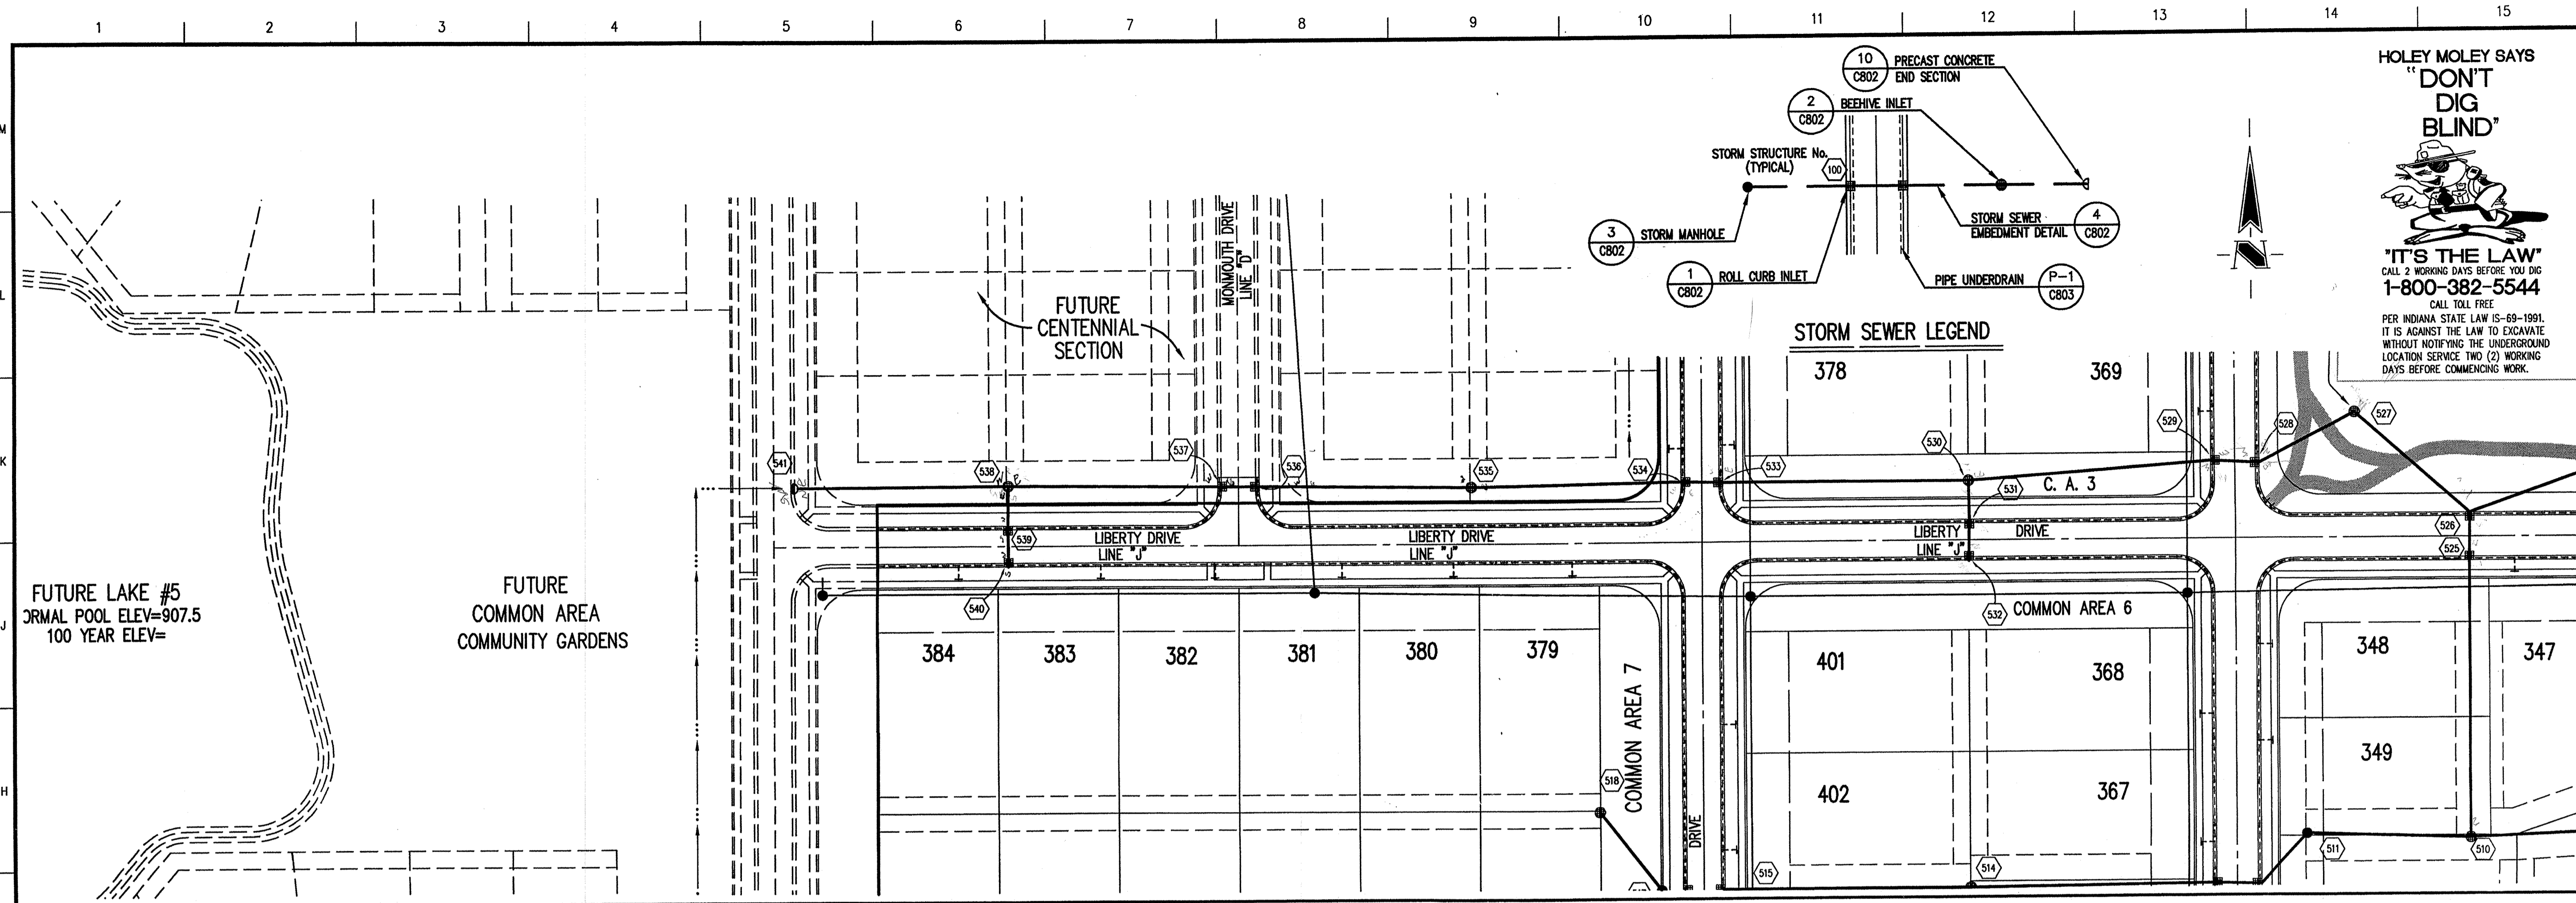 1 2 3 4 5 6 7 8 9 10 11 12 13 14 15
M
L
K
J
H
10
C802
PRECAST CONCRETE
END SECTION
2
C802
BEEHIVE INLET
STORM STRUCTURE No.
(TYPICAL)
100
3
C802
STORM MANHOLE
STORM SEWER
EMBEDMENT DETAIL
4
C802
1
C802
ROLL CURB INLET
PIPE UNDERDRAIN
P-1
C803
STORM SEWER LEGEND
N
HOLEY MOLEY SAYS
"DON'T
DIG
BLIND"
"IT'S THE LAW"
CALL 2 WORKING DAYS BEFORE YOU DIG
1-800-382-5544
CALL TOLL FREE
PER INDIANA STATE LAW IS-69-1991.
IT IS AGAINST THE LAW TO EXCAVATE
WITHOUT NOTIFYING THE UNDERGROUND
LOCATION SERVICE TWO (2) WORKING
DAYS BEFORE COMMENCING WORK.
MONMOUTH DRIVE
LINE "D"
FUTURE
CENTENNIAL
SECTION
378
369
541
538
537
536
535
534
533
530
529
528
527
531
C. A. 3
539
LIBERTY DRIVE
LINE "J"
LIBERTY DRIVE
LINE "J"
LIBERTY DRIVE
LINE "J"
526
525
540
532
COMMON AREA 6
FUTURE LAKE #5
ORMAL POOL ELEV=907.5
100 YEAR ELEV=
FUTURE
COMMON AREA
COMMUNITY GARDENS
384
383
382
381
380
379
COMMON AREA 7
401
368
348
347
349
402
367
518
DRIVE
515
514
511
510